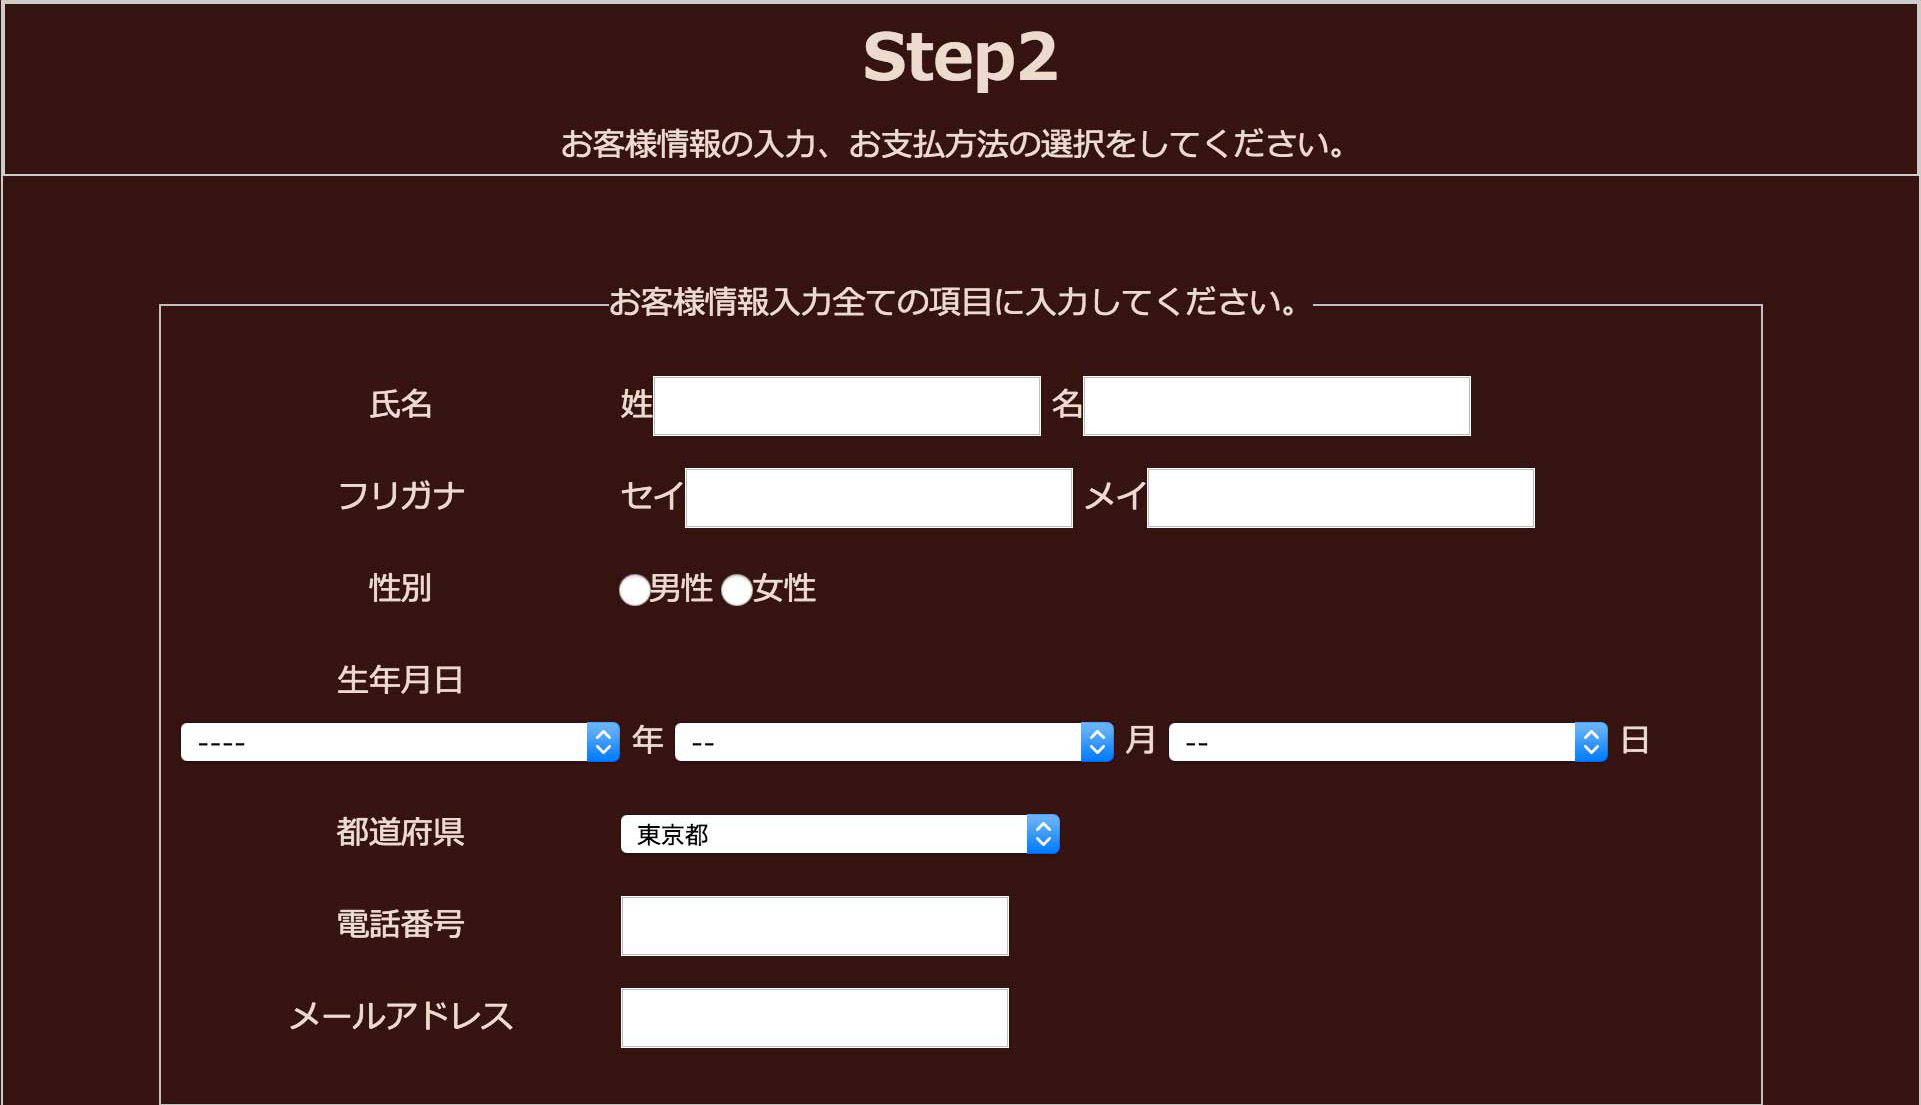 Step2
お客様情報の入力、お支払方法の選択をしてください。
お客様情報入力全ての項目に入力してください。
氏名 姓 名
フリガナ セイ メイ
性別 男性 女性
生年月日
---- 年 -- 月 -- 日
都道府県 東京都
電話番号
メールアドレス